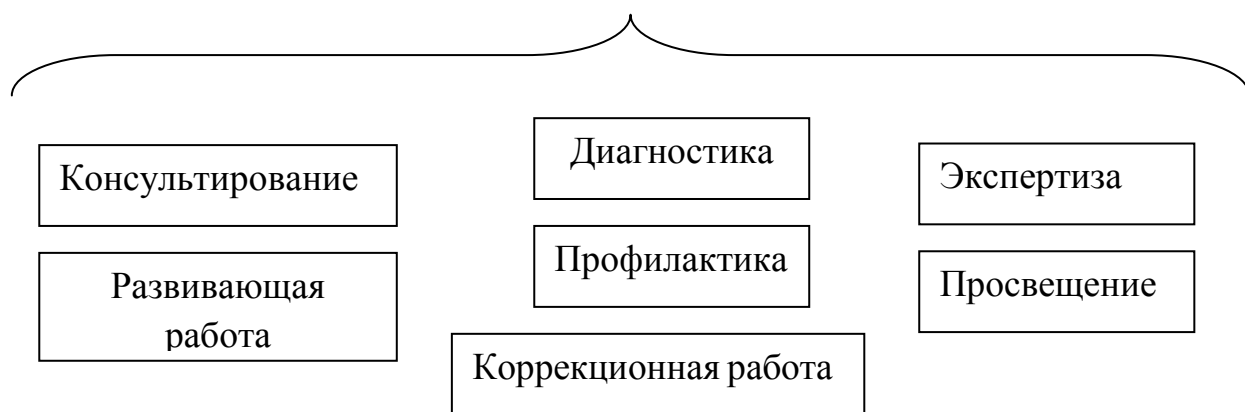 Консультирование
Диагностика
Экспертиза
Развивающая
работа
Профилактика
Просвещение
Коррекционная работа